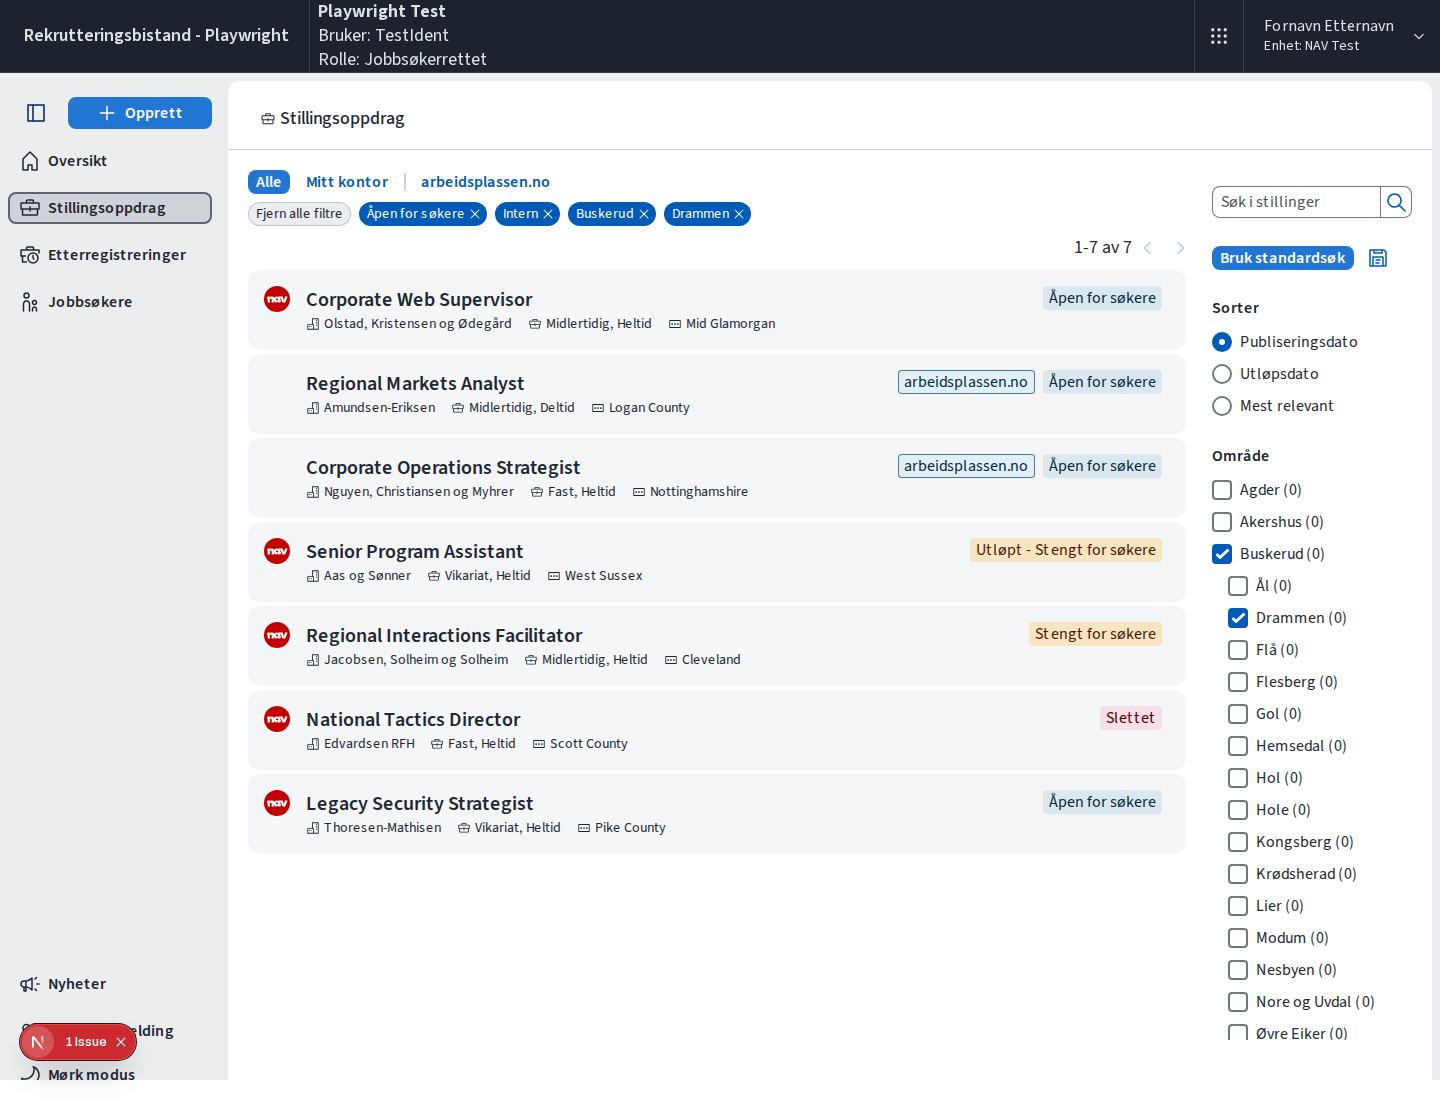 Rekrutteringsbistand - Playwright
Playwright Test
Bruker: TestIdent
Rolle: Jobbsøkerrettet
Fornavn Etternavn
Enhet: NAV Test
Opprett
Oversikt
Stillingsoppdrag
Etterregistreringer
Jobbsøkere
Nyheter
elding
1 Issue
Mørk modus
Stillingsoppdrag
Alle
Mitt kontor
arbeidsplassen.no
Fjern alle filtre
Åpen for søkere
Intern
Buskerud
Drammen
1-7 av 7
nav
Corporate Web Supervisor
Åpen for søkere
Olstad, Kristensen og Ødegård
Midlertidig, Heltid
Mid Glamorgan
Regional Markets Analyst
arbeidsplassen.no
Åpen for søkere
Amundsen-Eriksen
Midlertidig, Deltid
Logan County
Corporate Operations Strategist
arbeidsplassen.no
Åpen for søkere
Nguyen, Christiansen og Myhrer
Fast, Heltid
Nottinghamshire
nav
Senior Program Assistant
Utløpt - Stengt for søkere
Aas og Sønner
Vikariat, Heltid
West Sussex
nav
Regional Interactions Facilitator
Stengt for søkere
Jacobsen, Solheim og Solheim
Midlertidig, Heltid
Cleveland
nav
National Tactics Director
Slettet
Edvardsen RFH
Fast, Heltid
Scott County
nav
Legacy Security Strategist
Åpen for søkere
Thoresen-Mathisen
Vikariat, Heltid
Pike County
Søk i stillinger
Bruk standardsøk
Sorter
Publiseringsdato
Utløpsdato
Mest relevant
Område
Agder (0)
Akershus (0)
Buskerud (0)
Ål (0)
Drammen (0)
Flå (0)
Flesberg (0)
Gol (0)
Hemsedal (0)
Hol (0)
Hole (0)
Kongsberg (0)
Krødsherad (0)
Lier (0)
Modum (0)
Nesbyen (0)
Nore og Uvdal (0)
Øvre Eiker (0)